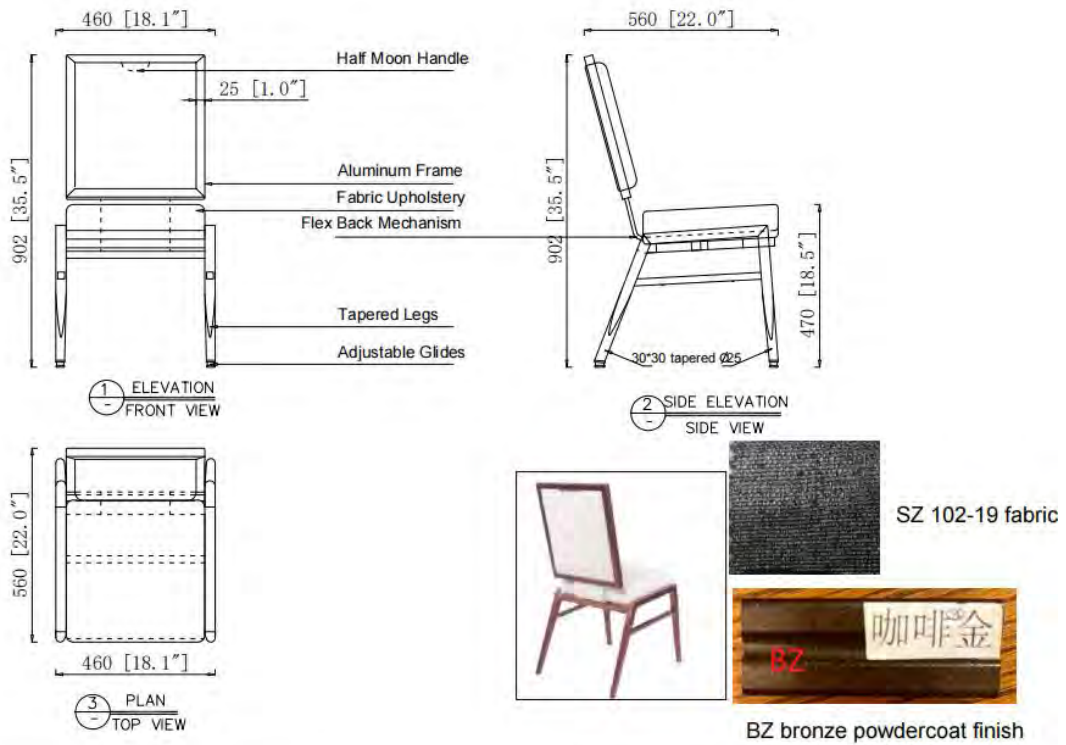 460 [18.1"]
Half Moon Handle
25 [1.0"]
902 [35.5"]
Aluminum Frame
Fabric Upholstery
Flex Back Mechanism
Tapered Legs
Adjustable Glides
1
-
ELEVATION
FRONT VIEW
560 [22.0"]
902 [35.5"]
470 [18.5"]
30*30 tapered Ø25
2
-
SIDE ELEVATION
SIDE VIEW
560 [22.0"]
460 [18.1"]
3
-
PLAN
TOP VIEW
SZ 102-19 fabric
咖啡金
BZ
BZ bronze powdercoat finish